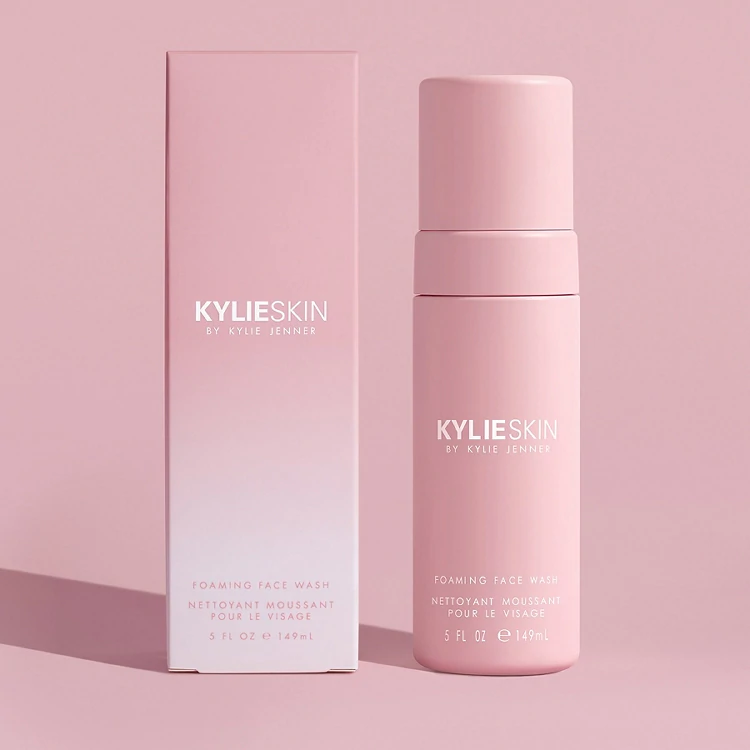 KYLIESKIN
BY KYLIE JENNER
FOAMING FACE WASH
NETTOYANT MOUSSANT
POUR LE VISAGE
5 FL OZ ℮ 149mL
KYLIESKIN
BY KYLIE JENNER
FOAMING FACE WASH
NETTOYANT MOUSSANT
POUR LE VISAGE
5 FL OZ ℮ 149mL